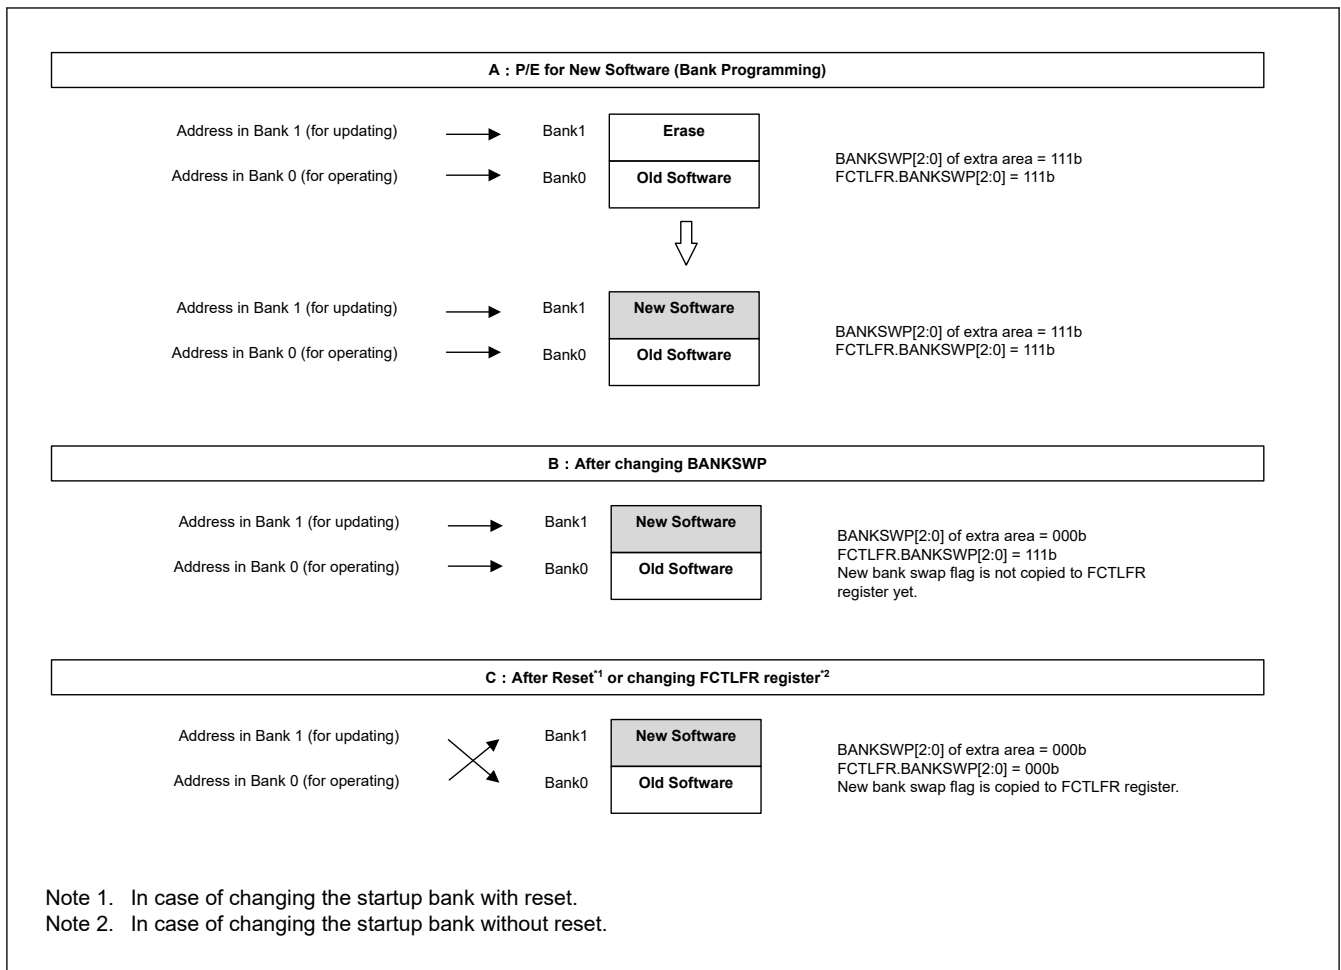 A : P/E for New Software (Bank Programming)
Address in Bank 1 (for updating) Bank1 Erase
BANKSWP[2:0] of extra area = 111b
Address in Bank 0 (for operating) Bank0 Old Software
FCTLFR.BANKSWP[2:0] = 111b
Address in Bank 1 (for updating) Bank1 New Software
BANKSWP[2:0] of extra area = 111b
Address in Bank 0 (for operating) Bank0 Old Software
FCTLFR.BANKSWP[2:0] = 111b
B : After changing BANKSWP
Address in Bank 1 (for updating) Bank1 New Software
BANKSWP[2:0] of extra area = 000b
FCTLFR.BANKSWP[2:0] = 111b
Address in Bank 0 (for operating) Bank0 Old Software
New bank swap flag is not copied to FCTLFR
register yet.
C : After Reset*1 or changing FCTLFR register*2
Address in Bank 1 (for updating) Bank1 New Software
BANKSWP[2:0] of extra area = 000b
FCTLFR.BANKSWP[2:0] = 000b
Address in Bank 0 (for operating) Bank0 Old Software
New bank swap flag is copied to FCTLFR register.
Note 1. In case of changing the startup bank with reset.
Note 2. In case of changing the startup bank without reset.